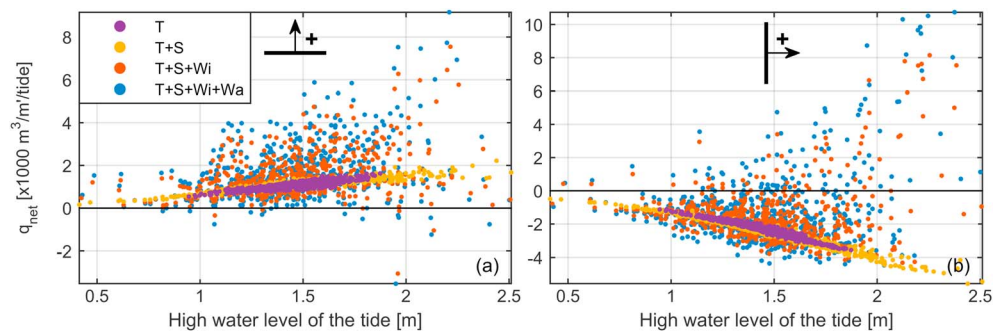 8
6
4
2
0
-2
q_net [x1000 m³/m'/tide]
T
T+S
T+S+Wi
T+S+Wi+Wa
+
(a)
0.5 1 1.5 2 2.5
High water level of the tide [m]
10
8
6
4
2
0
-2
-4
+
(b)
0.5 1 1.5 2 2.5
High water level of the tide [m]